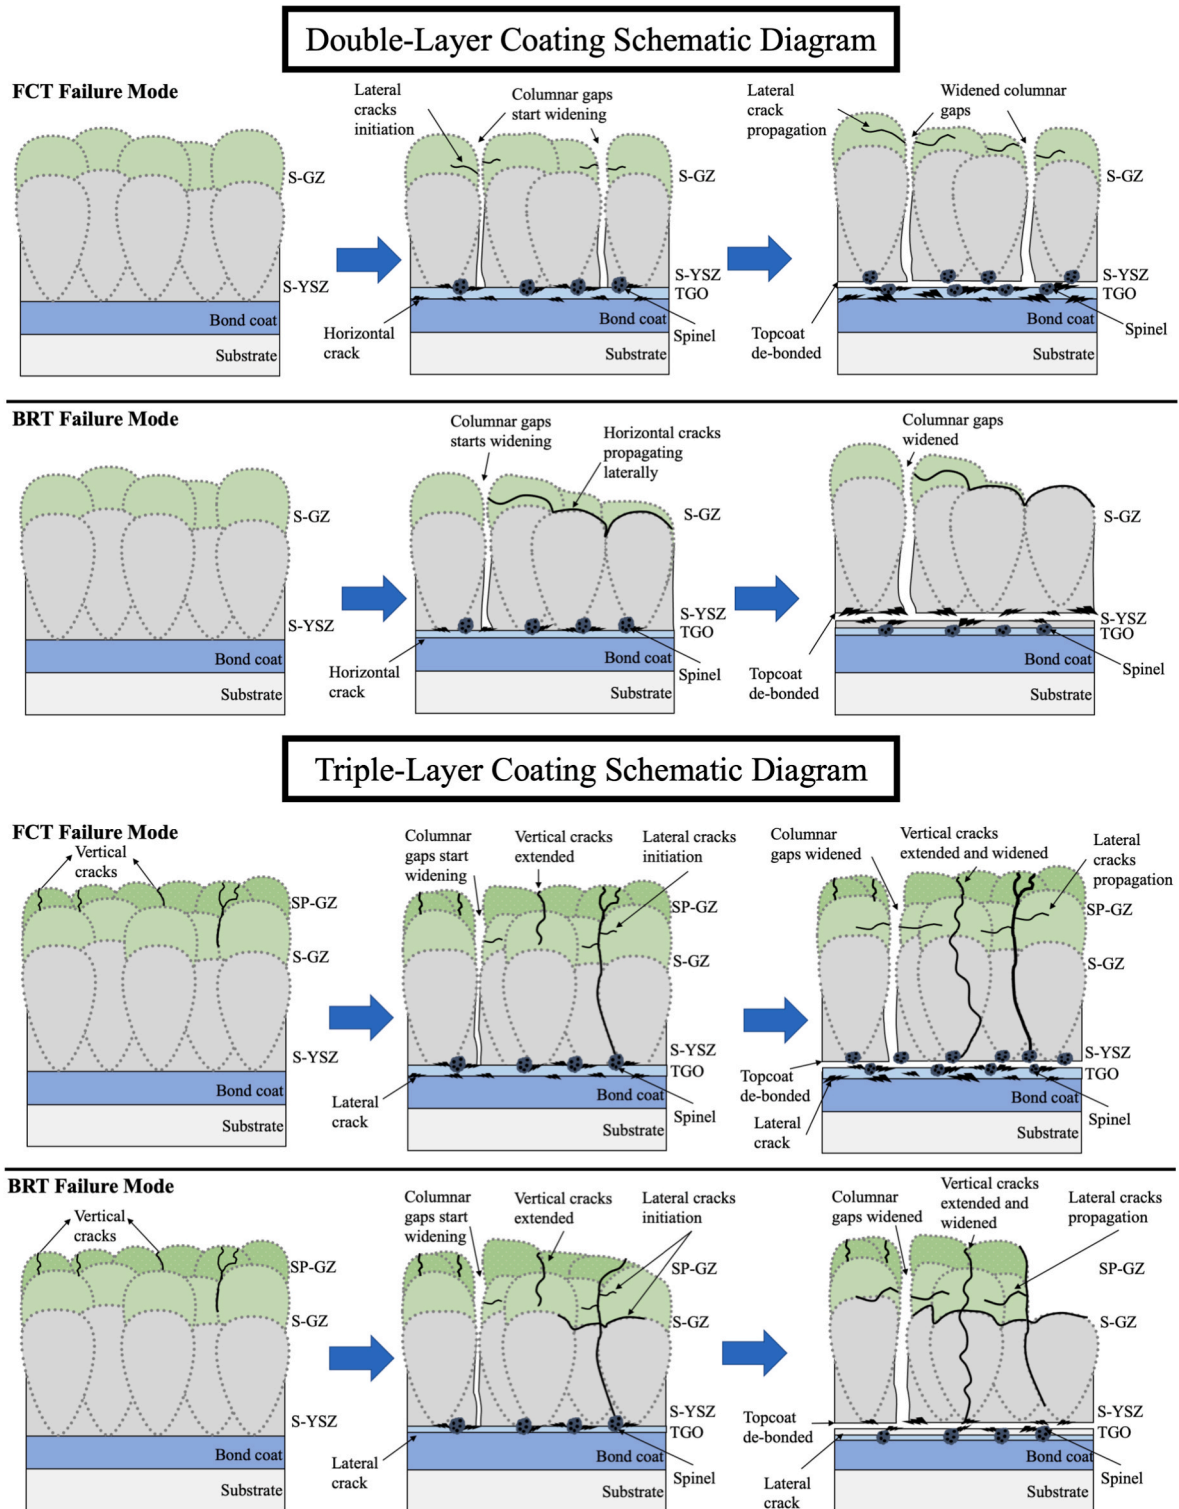 Double-Layer Coating Schematic Diagram
FCT Failure Mode
S-GZ
S-YSZ
Bond coat
Substrate
Lateral
cracks
initiation
Columnar gaps
start widening
S-GZ
S-YSZ
TGO
Bond coat
Substrate
Horizontal
crack
Spinel
Lateral
crack
propagation
Widened columnar
gaps
S-GZ
S-YSZ
TGO
Bond coat
Substrate
Topcoat
de-bonded
Spinel
BRT Failure Mode
S-GZ
S-YSZ
Bond coat
Substrate
Columnar gaps
starts widening
Horizontal cracks
propagating
laterally
S-GZ
S-YSZ
TGO
Bond coat
Substrate
Horizontal
crack
Spinel
Columnar gaps
widened
S-GZ
S-YSZ
TGO
Bond coat
Substrate
Topcoat
de-bonded
Spinel
Triple-Layer Coating Schematic Diagram
FCT Failure Mode
Vertical
cracks
SP-GZ
S-GZ
S-YSZ
Bond coat
Substrate
Columnar
gaps start
widening
Vertical cracks
extended
Lateral cracks
initiation
SP-GZ
S-GZ
S-YSZ
TGO
Bond coat
Substrate
Lateral
crack
Spinel
Columnar
gaps widened
Vertical cracks
extended and widened
Lateral
cracks
propagation
SP-GZ
S-GZ
S-YSZ
TGO
Bond coat
Substrate
Topcoat
de-bonded
Lateral
crack
Spinel
BRT Failure Mode
Vertical
cracks
SP-GZ
S-GZ
S-YSZ
Bond coat
Substrate
Columnar
gaps start
widening
Vertical cracks
extended
Lateral cracks
initiation
SP-GZ
S-GZ
S-YSZ
TGO
Bond coat
Substrate
Lateral
crack
Spinel
Columnar
gaps widened
Vertical cracks
extended and
widened
Lateral cracks
propagation
SP-GZ
S-GZ
S-YSZ
TGO
Bond coat
Substrate
Topcoat
de-bonded
Lateral
crack
Spinel